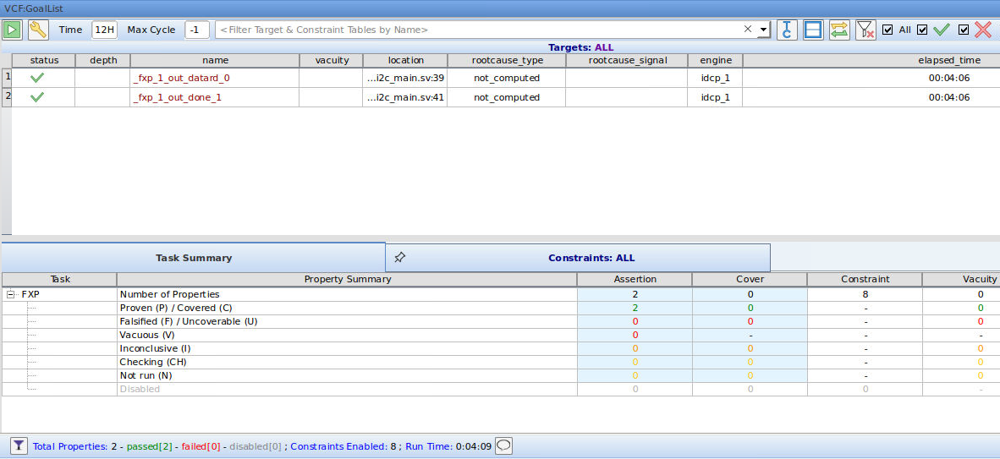 VCF:GoalList
Time 12H Max Cycle -1 <Filter Target & Constraint Tables by Name> All
Targets: ALL
status depth name vacuity location rootcause_type rootcause_signal engine elapsed_time
1 _fxp_1_out_datard_0 ...i2c_main.sv:39 not_computed idcp_1 00:04:06
2 _fxp_1_out_done_1 ...i2c_main.sv:41 not_computed idcp_1 00:04:06
Task Summary Constraints: ALL
Task Property Summary Assertion Cover Constraint Vacuity
FXP Number of Properties 2 0 8 0
Proven (P) / Covered (C) 2 0 - 0
Falsified (F) / Uncoverable (U) 0 0 - 0
Vacuous (V) 0 - - -
Inconclusive (I) 0 0 - 0
Checking (CH) 0 0 - 0
Not run (N) 0 0 - 0
Disabled 0 0 0 -
Total Properties: 2 - passed[2] - failed[0] - disabled[0] ; Constraints Enabled: 8 ; Run Time: 0:04:09